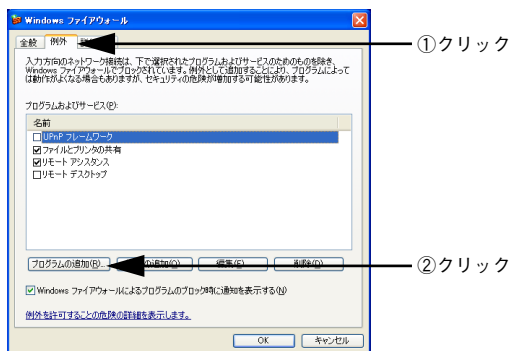 Windows ファイアウォール
全般 例外
①クリック
入力方向のネットワーク接続は、下で選択されたプログラムおよびサービスのためのものを除き、
Windows ファイアウォールでブロックされています。例外として追加することにより、プログラムによって
は動作がよくなる場合もありますが、セキュリティの危険が増加する可能性があります。
プログラムおよびサービス(P):
名前
UPnP フレームワーク
ファイルとプリンタの共有
リモート アシスタンス
リモート デスクトップ
プログラムの追加(R)... の追加(O)... 編集(E)... 削除(D)
②クリック
Windows ファイアウォールによるプログラムのブロック時に通知を表示する(N)
例外を許可することの危険の詳細を表示します。
OK キャンセル